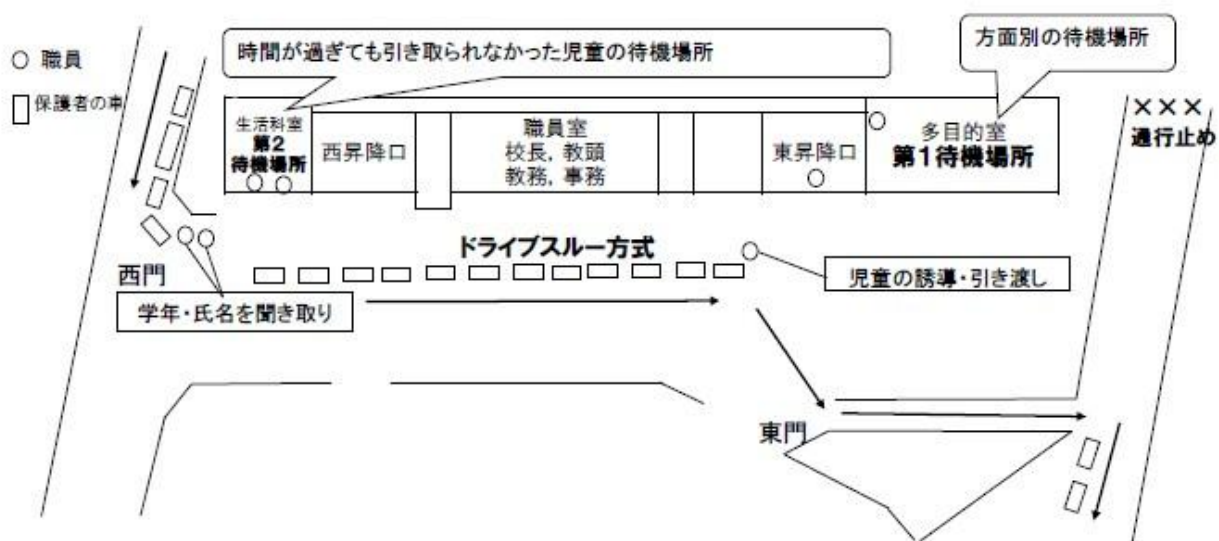 ○ 職員
保護者の車
時間が過ぎても引き取られなかった児童の待機場所
方面別の待機場所
生活科室
第2
待機場所
西昇降口
職員室
校長，教頭
教務，事務
東昇降口
多目的室
第1待機場所
×××
通行止め
ドライブスルー方式
西門
児童の誘導・引き渡し
学年・氏名を聞き取り
東門